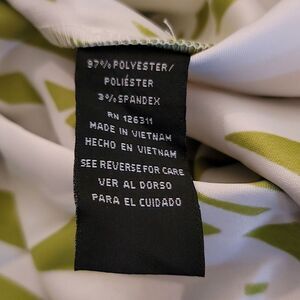 97% POLYESTER/
POLIÉSTER
3% SPANDEX
RN 126311
MADE IN VIETNAM
HECHO EN VIETNAM
SEE REVERSE FOR CARE
VER AL DORSO
PARA EL CUIDADO